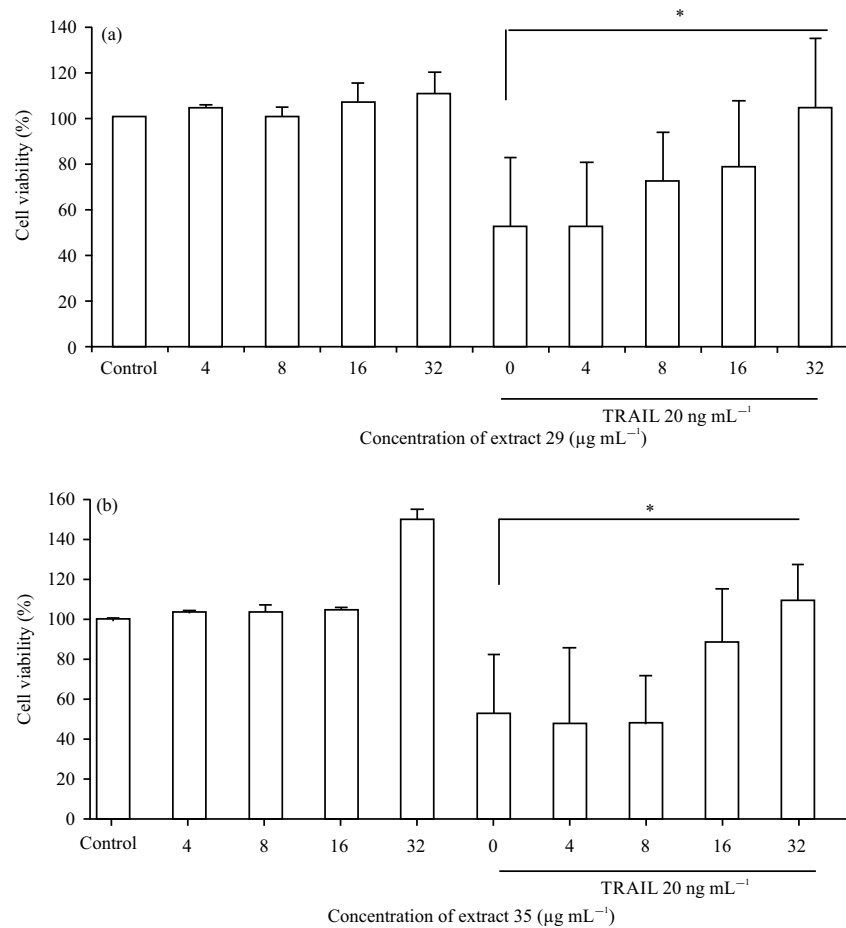 (a)
*
140
120
100
80
60
40
20
0
Cell viability (%)
Control 4 8 16 32 0 4 8 16 32
TRAIL 20 ng mL⁻¹
Concentration of extract 29 (µg mL⁻¹)
(b)
*
160
140
120
100
80
60
40
20
0
Cell viability (%)
Control 4 8 16 32 0 4 8 16 32
TRAIL 20 ng mL⁻¹
Concentration of extract 35 (µg mL⁻¹)